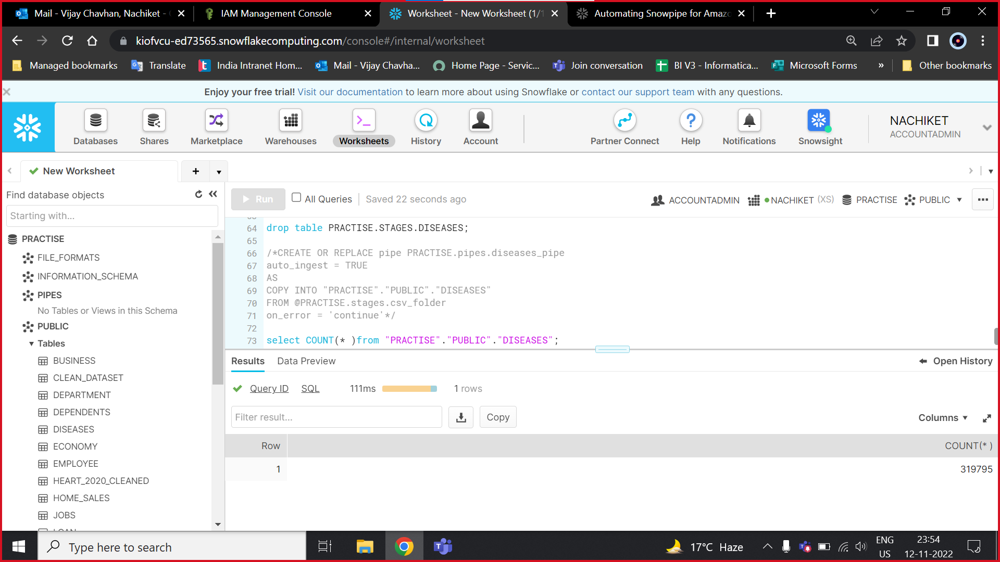 Mail - Vijay Chavhan, Nachiket -
IAM Management Console
Worksheet - New Worksheet (1/1
Automating Snowpipe for Amazo
kiofvcu-ed73565.snowflakecomputing.com/console#/internal/worksheet
Managed bookmarks
Translate
India Intranet Hom...
Mail - Vijay Chavha...
Home Page - Servic...
Join conversation
BI V3 - Informatica...
Microsoft Forms
»
Other bookmarks
Enjoy your free trial! Visit our documentation to learn more about using Snowflake or contact our support team with any questions.
Databases
Shares
Marketplace
Warehouses
Worksheets
History
Account
Partner Connect
Help
Notifications
Snowsight
NACHIKET
ACCOUNTADMIN
New Worksheet
Find database objects
Starting with...
PRACTISE
FILE_FORMATS
INFORMATION_SCHEMA
PIPES
No Tables or Views in this Schema
PUBLIC
Tables
BUSINESS
CLEAN_DATASET
DEPARTMENT
DEPENDENTS
DISEASES
ECONOMY
EMPLOYEE
HEART_2020_CLEANED
HOME_SALES
JOBS
Run
All Queries
Saved 22 seconds ago
ACCOUNTADMIN
NACHIKET (XS)
PRACTISE
PUBLIC
64 drop table PRACTISE.STAGES.DISEASES;
65
66 /*CREATE OR REPLACE pipe PRACTISE.pipes.diseases_pipe
67 auto_ingest = TRUE
68 AS
69 COPY INTO "PRACTISE"."PUBLIC"."DISEASES"
70 FROM @PRACTISE.stages.csv_folder
71 on_error = 'continue'*/
72
73 select COUNT(* )from "PRACTISE"."PUBLIC"."DISEASES";
Results
Data Preview
Open History
Query ID
SQL
111ms
1 rows
Filter result...
Copy
Columns
Row
COUNT(* )
1
319795
Type here to search
17°C Haze
ENG
US
23:54
12-11-2022